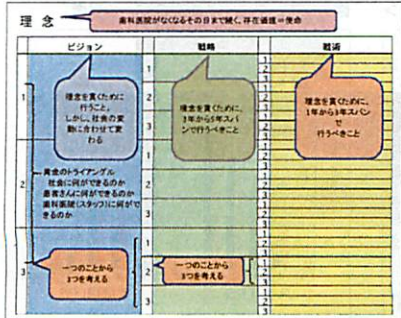 理 念
歯科医院がなくなるその日まで続く、存在価値=使命
ビジョン
戦略
戦術
理念を貫くために
行うこと。
しかし、社会の変
動に合わせて変
わる
理念を貫くために、
3年から5年スパ
ンで行うべきこと
理念を貫くために、
1年から3年スパン
で
行うべきこと
黄金のトライアングル
社会に何ができるのか
患者さんに何ができるのか
歯科医院(スタッフ)に何がで
きるのか
一つのことから
3つを考える
一つのことから
3つを考える
1
2
3
1
2
3
1
2
3
1
2
3